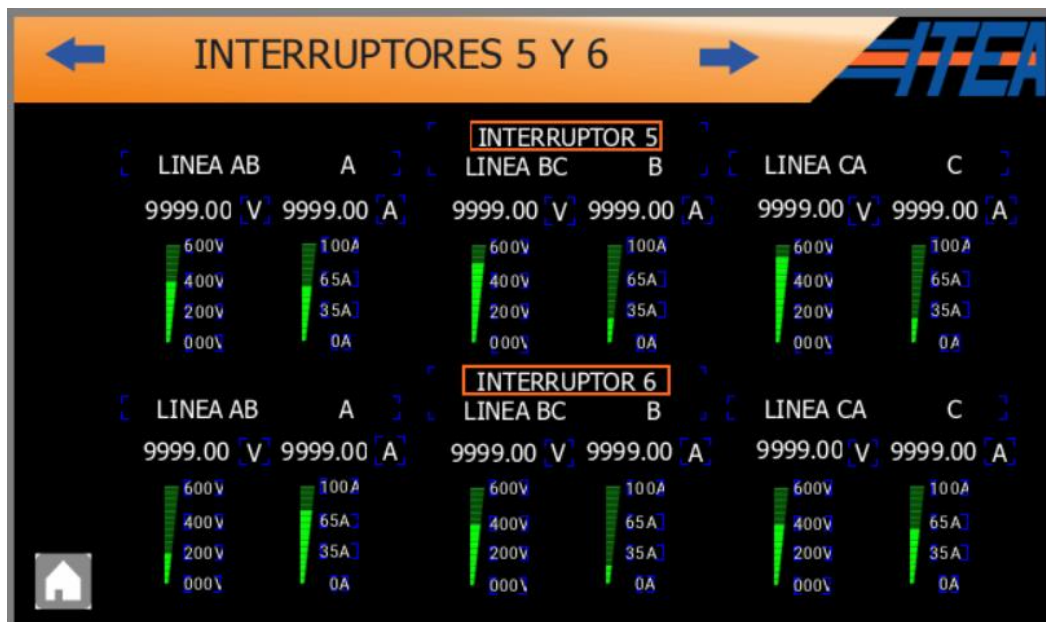 INTERRUPTORES 5 Y 6
ITEA
INTERRUPTOR 5
LINEA AB A LINEA BC B LINEA CA C
9999.00 V 9999.00 A 9999.00 V 9999.00 A 9999.00 V 9999.00 A
600V 100A 600V 100A 600V 100A
400V 65A 400V 65A 400V 65A
200V 35A 200V 35A 200V 35A
000V 0A 000V 0A 000V 0A
INTERRUPTOR 6
LINEA AB A LINEA BC B LINEA CA C
9999.00 V 9999.00 A 9999.00 V 9999.00 A 9999.00 V 9999.00 A
600V 100A 600V 100A 600V 100A
400V 65A 400V 65A 400V 65A
200V 35A 200V 35A 200V 35A
000V 0A 000V 0A 000V 0A